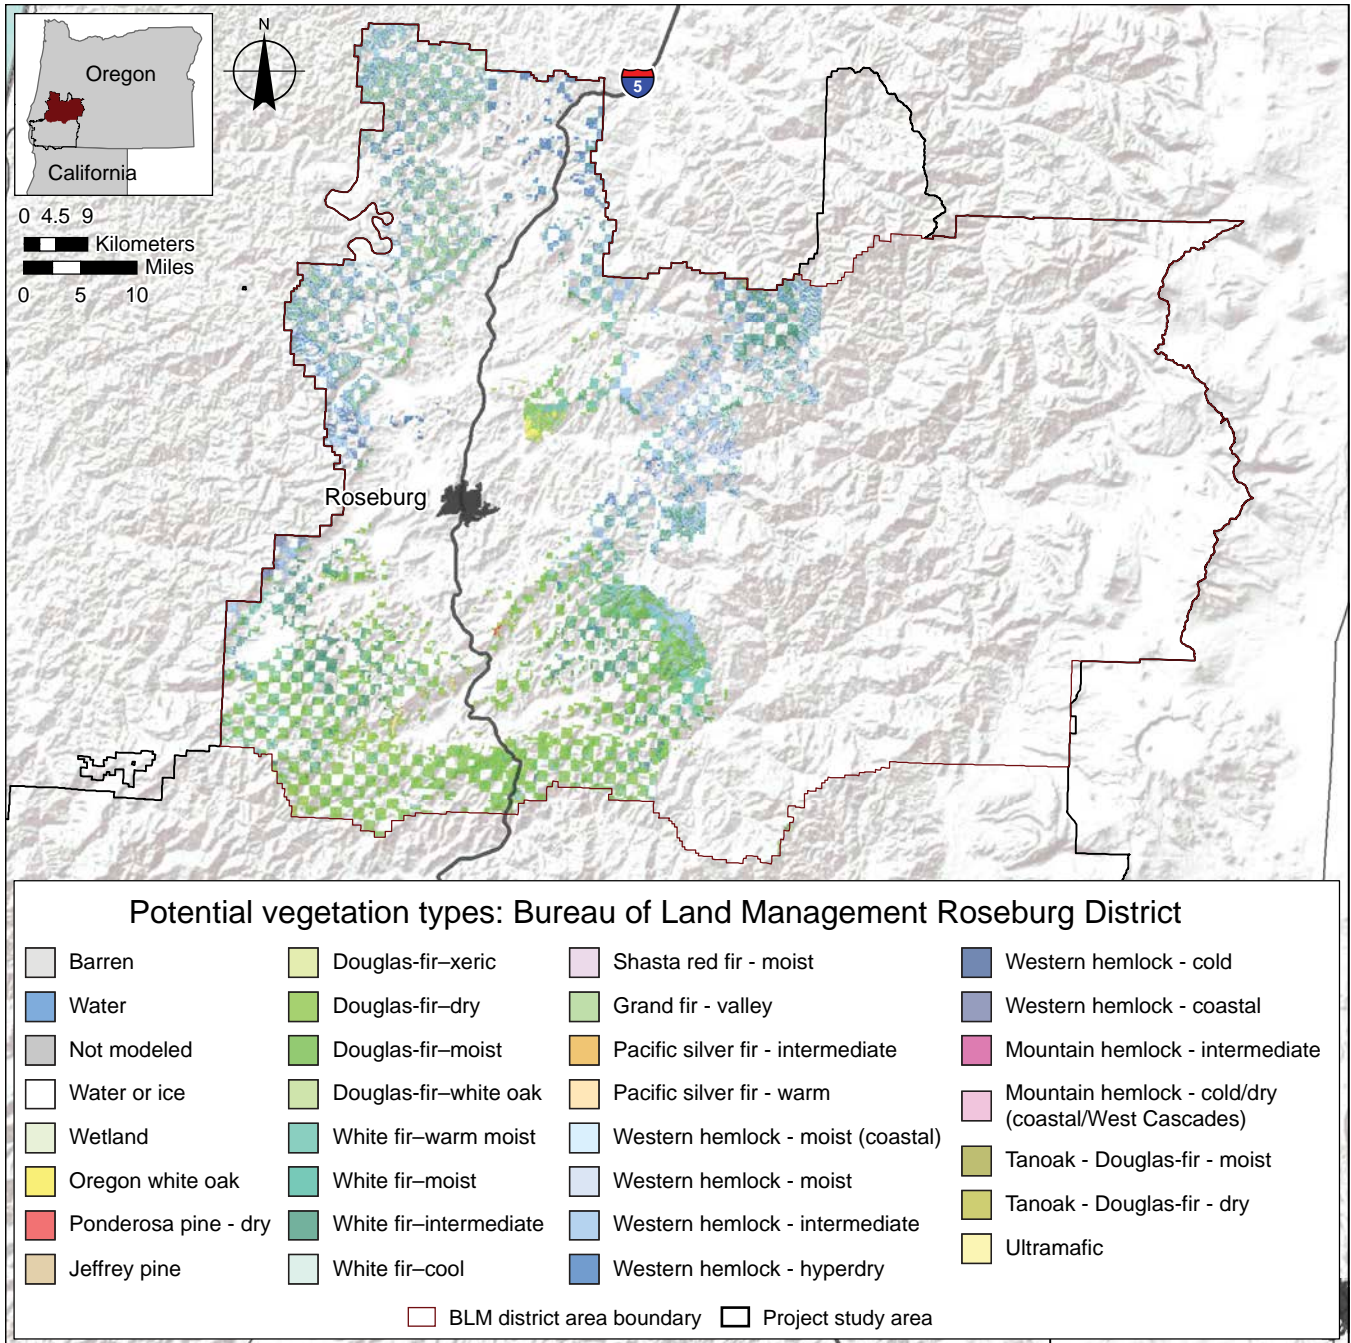 Oregon
California
N
5
0 4.5 9
Kilometers
Miles
0 5 10
Roseburg
Potential vegetation types: Bureau of Land Management Roseburg District
Barren
Water
Not modeled
Water or ice
Wetland
Oregon white oak
Ponderosa pine - dry
Jeffrey pine
Douglas-fir–xeric
Douglas-fir–dry
Douglas-fir–moist
Douglas-fir–white oak
White fir–warm moist
White fir–moist
White fir–intermediate
White fir–cool
Shasta red fir - moist
Grand fir - valley
Pacific silver fir - intermediate
Pacific silver fir - warm
Western hemlock - moist (coastal)
Western hemlock - moist
Western hemlock - intermediate
Western hemlock - hyperdry
Western hemlock - cold
Western hemlock - coastal
Mountain hemlock - intermediate
Mountain hemlock - cold/dry
(coastal/West Cascades)
Tanoak - Douglas-fir - moist
Tanoak - Douglas-fir - dry
Ultramafic
BLM district area boundary
Project study area